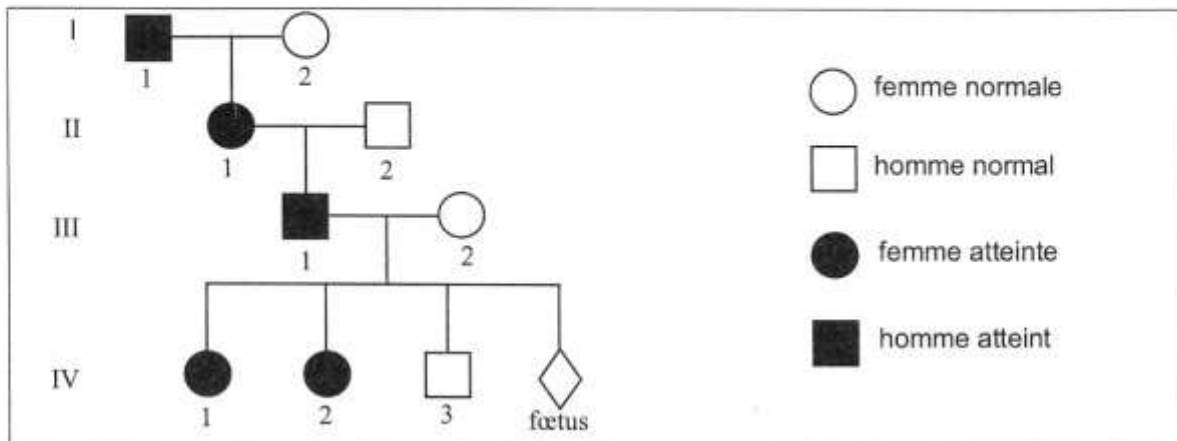 I
1
2
femme normale
II
1
2
homme normal
III
1
2
femme atteinte
homme atteint
IV
1
2
3
fœtus